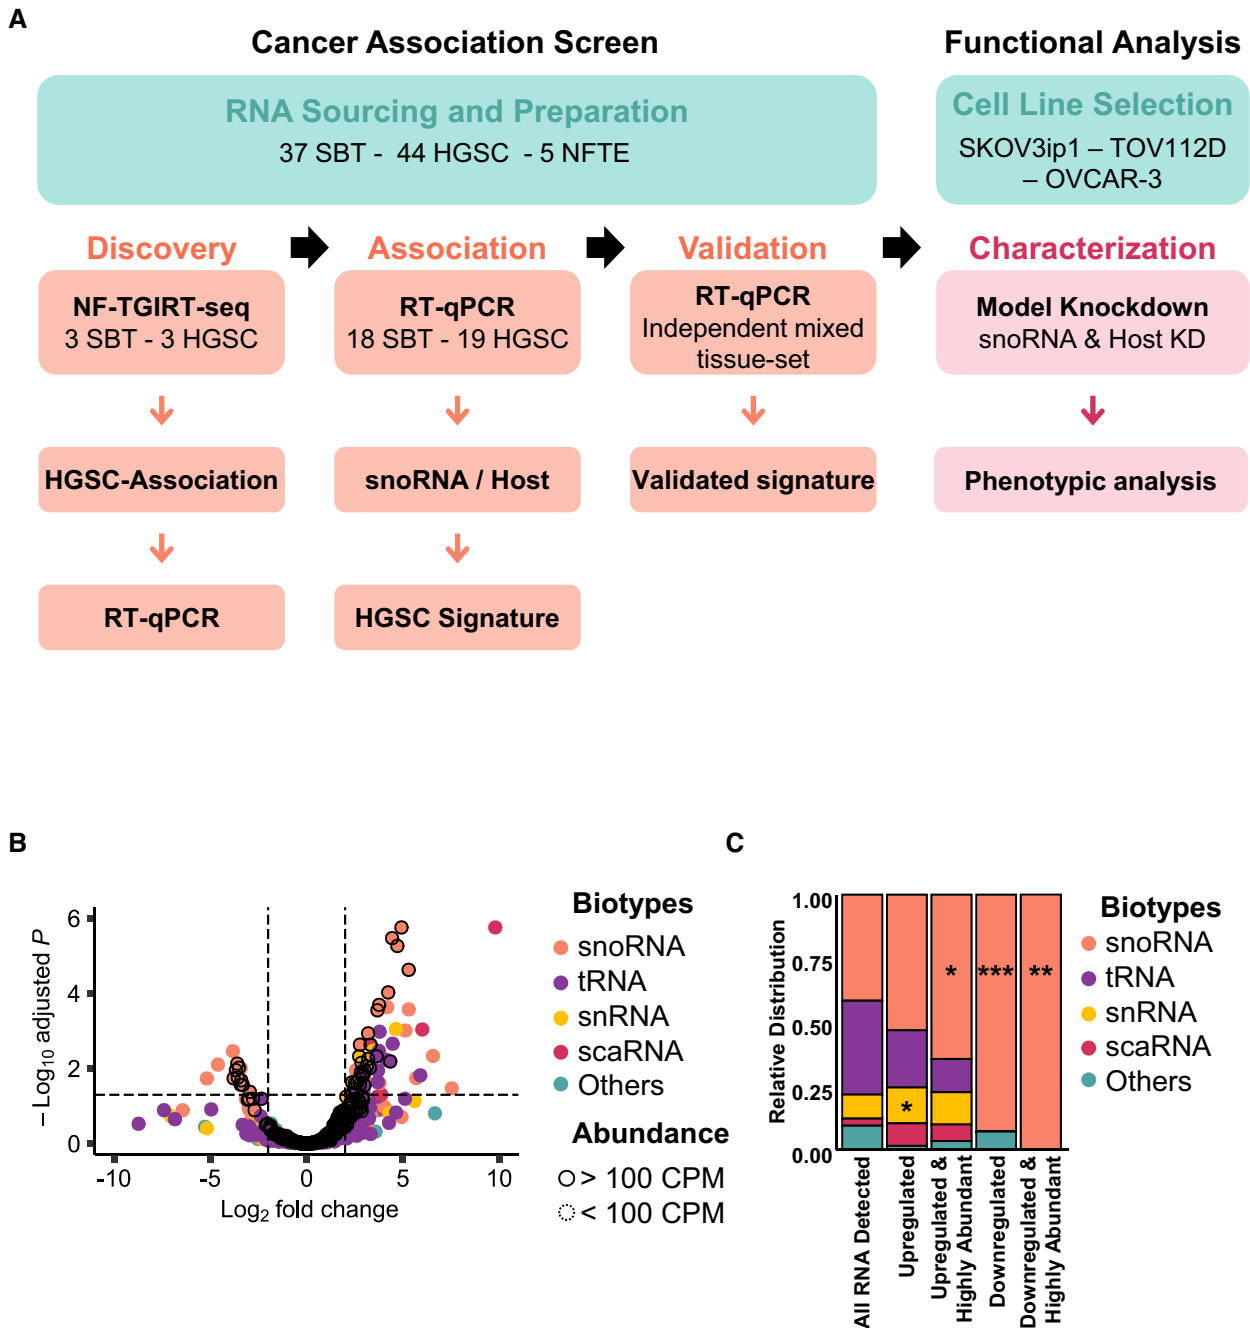 A
Cancer Association Screen
Functional Analysis
RNA Sourcing and Preparation
37 SBT - 44 HGSC - 5 NFTE
Cell Line Selection
SKOV3ip1 – TOV112D
– OVCAR-3
Discovery
Association
Validation
Characterization
NF-TGIRT-seq
3 SBT - 3 HGSC
RT-qPCR
18 SBT - 19 HGSC
RT-qPCR
Independent mixed
tissue-set
Model Knockdown
snoRNA & Host KD
HGSC-Association
snoRNA / Host
Validated signature
Phenotypic analysis
RT-qPCR
HGSC Signature
B
– Log10 adjusted P
6
4
2
0
-10
-5
0
5
10
Log2 fold change
Biotypes
snoRNA
tRNA
snRNA
scaRNA
Others
Abundance
> 100 CPM
< 100 CPM
C
Relative Distribution
1.00
0.75
0.50
0.25
0.00
*
*
***
**
All RNA Detected
Upregulated
Upregulated &
Highly Abundant
Downregulated
Downregulated &
Highly Abundant
Biotypes
snoRNA
tRNA
snRNA
scaRNA
Others